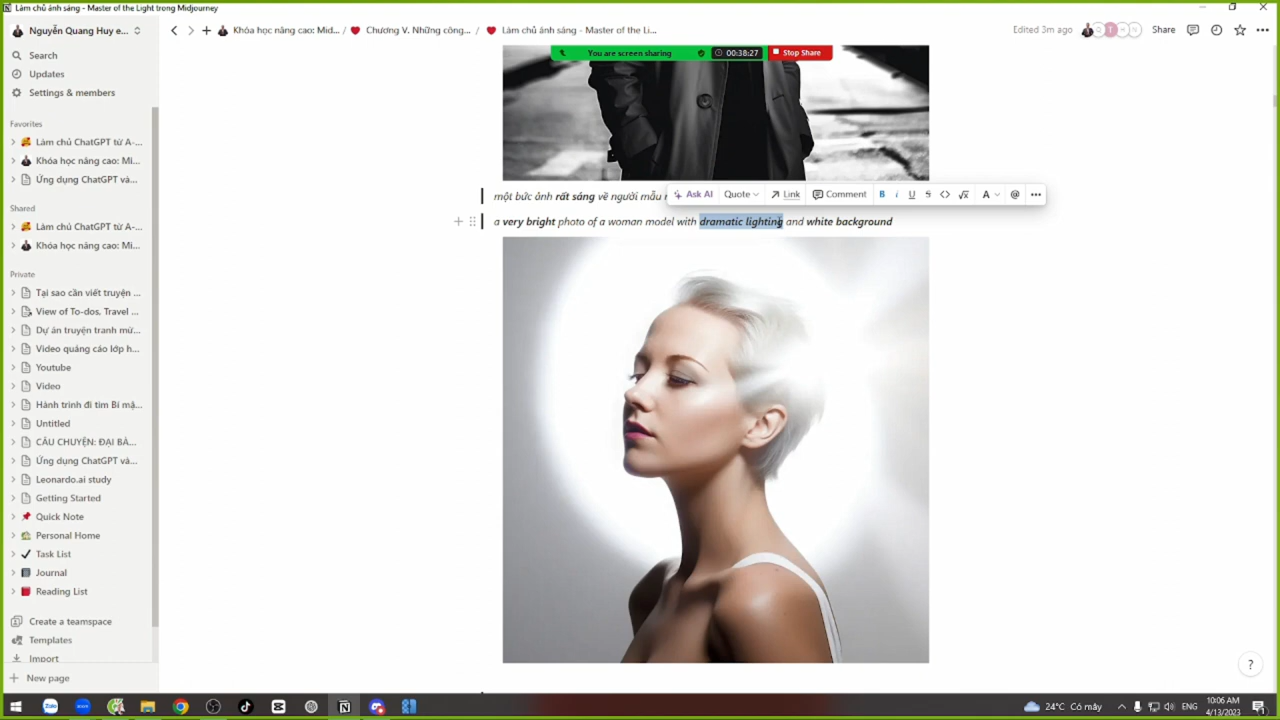 Làm chủ ánh sáng - Master of the Light trong Midjourney
Nguyễn Quang Huy e...
Khóa học nâng cao: Mid... / Chương V. Những công... / Làm chủ ánh sáng - Master of the Li...
Edited 3m ago
Share
You are screen sharing
00:38:27
Stop Share
Search
Updates
Settings & members
Favorites
Làm chủ ChatGPT từ A-...
Khóa học nâng cao: Mi...
Ứng dụng ChatGPT và...
Shared
Làm chủ ChatGPT từ A-...
Khóa học nâng cao: Mi...
Private
Tại sao cần viết truyện ...
View of To-dos, Travel ...
Dự án truyện tranh mù...
Video quảng cáo lớp h...
Youtube
Video
Hành trình đi tìm Bí mậ...
Untitled
CÂU CHUYỆN: ĐẠI BÀ...
Ứng dụng ChatGPT và...
Leonardo.ai study
Getting Started
Quick Note
Personal Home
Task List
Journal
Reading List
Create a teamspace
Templates
Import
New page
một bức ảnh rất sáng về người mẫu
Ask AI
Quote
Link
Comment
B i U S <> √x A @ •••
a very bright photo of a woman model with dramatic lighting and white background
?
Zalo
zoom
24°C Có mây
ENG
10:06 AM
4/13/2023